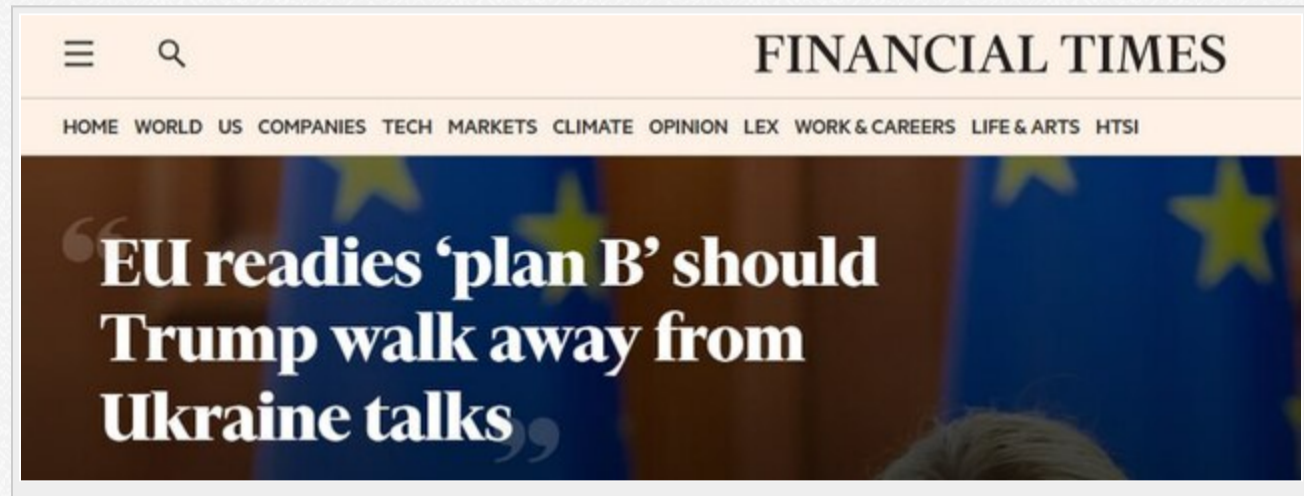 FINANCIAL TIMES
HOME WORLD US COMPANIES TECH MARKETS CLIMATE OPINION LEX WORK & CAREERS LIFE & ARTS HTSI
“EU readies ‘plan B’ should
Trump walk away from
Ukraine talks”